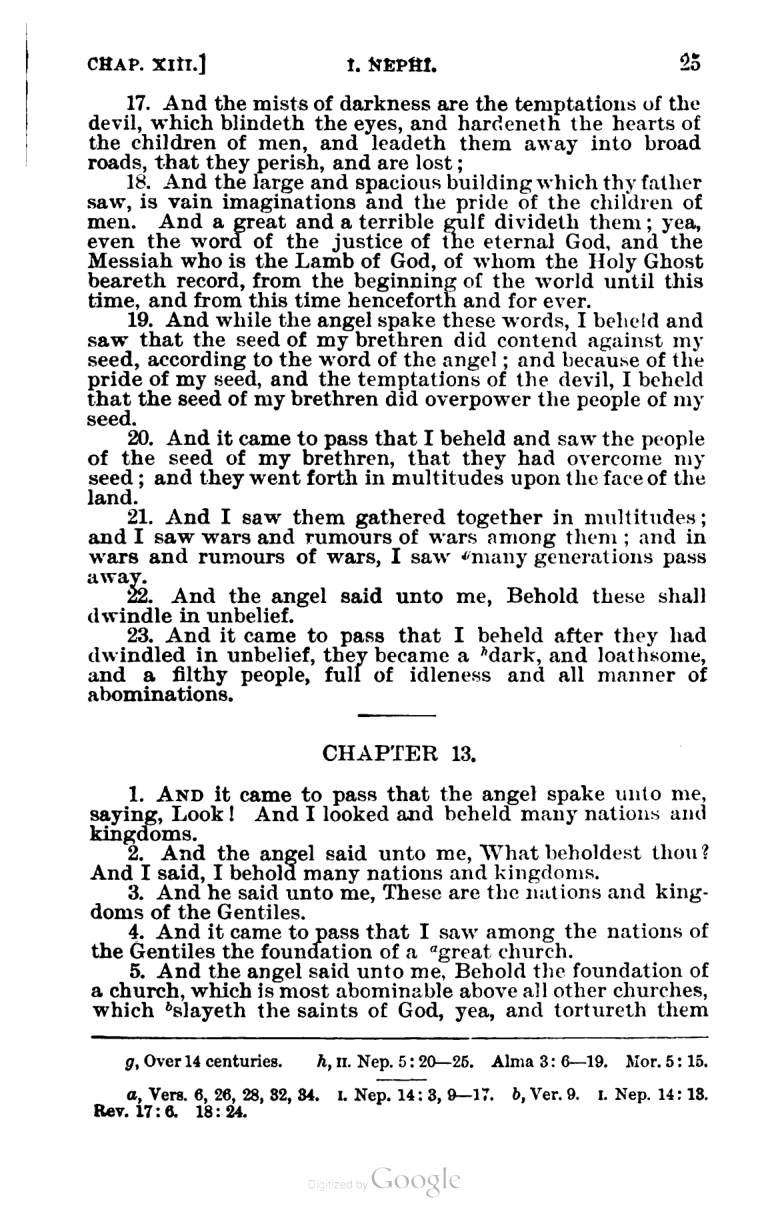 CHAP. XIII.] I. NEPHI. 25
17. And the mists of darkness are the temptations of the
devil, which blindeth the eyes, and hardeneth the hearts of
the children of men, and leadeth them away into broad
roads, that they perish, and are lost;
18. And the large and spacious building which thy father
saw, is vain imaginations and the pride of the children of
men. And a great and a terrible gulf divideth them; yea,
even the word of the justice of the eternal God, and the
Messiah who is the Lamb of God, of whom the Holy Ghost
beareth record, from the beginning of the world until this
time, and from this time henceforth and for ever.
19. And while the angel spake these words, I beheld and
saw that the seed of my brethren did contend against my
seed, according to the word of the angel; and because of the
pride of my seed, and the temptations of the devil, I beheld
that the seed of my brethren did overpower the people of my
seed.
20. And it came to pass that I beheld and saw the people
of the seed of my brethren, that they had overcome my
seed; and they went forth in multitudes upon the face of the
land.
21. And I saw them gathered together in multitudes;
and I saw wars and rumours of wars among them; and in
wars and rumours of wars, I saw gmany generations pass
away.
22. And the angel said unto me, Behold these shall
dwindle in unbelief.
23. And it came to pass that I beheld after they had
dwindled in unbelief, they became a hdark, and loathsome,
and a filthy people, full of idleness and all manner of
abominations.
CHAPTER 13.
1. AND it came to pass that the angel spake unto me,
saying, Look! And I looked and beheld many nations and
kingdoms.
2. And the angel said unto me, What beholdest thou?
And I said, I behold many nations and kingdoms.
3. And he said unto me, These are the nations and king-
doms of the Gentiles.
4. And it came to pass that I saw among the nations of
the Gentiles the foundation of a agreat church.
5. And the angel said unto me, Behold the foundation of
a church, which is most abominable above all other churches,
which bslayeth the saints of God, yea, and tortureth them
g, Over 14 centuries. h, II. Nep. 5:20—25. Alma 3:6—19. Mor. 5:15.
a, Vers. 6, 26, 28, 32, 34. I. Nep. 14:3, 9—17. b, Ver. 9. I. Nep. 14:13.
Rev. 17:6. 18:24.
Digitized by Google